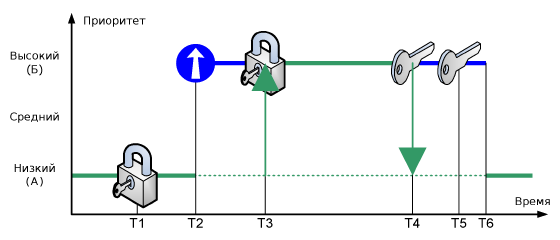 Приоритет
Высокий
(Б)
Средний
Низкий
(А)
Время
T1
T2
T3
T4
T5
T6